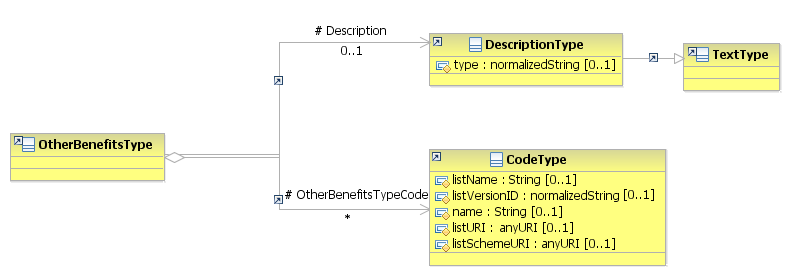 # Description
0..1
DescriptionType
type : normalizedString [0..1]
TextType
OtherBenefitsType
# OtherBenefitsTypeCode
*
CodeType
listName : String [0..1]
listVersionID : normalizedString [0..1]
name : String [0..1]
listURI : anyURI [0..1]
listSchemeURI : anyURI [0..1]